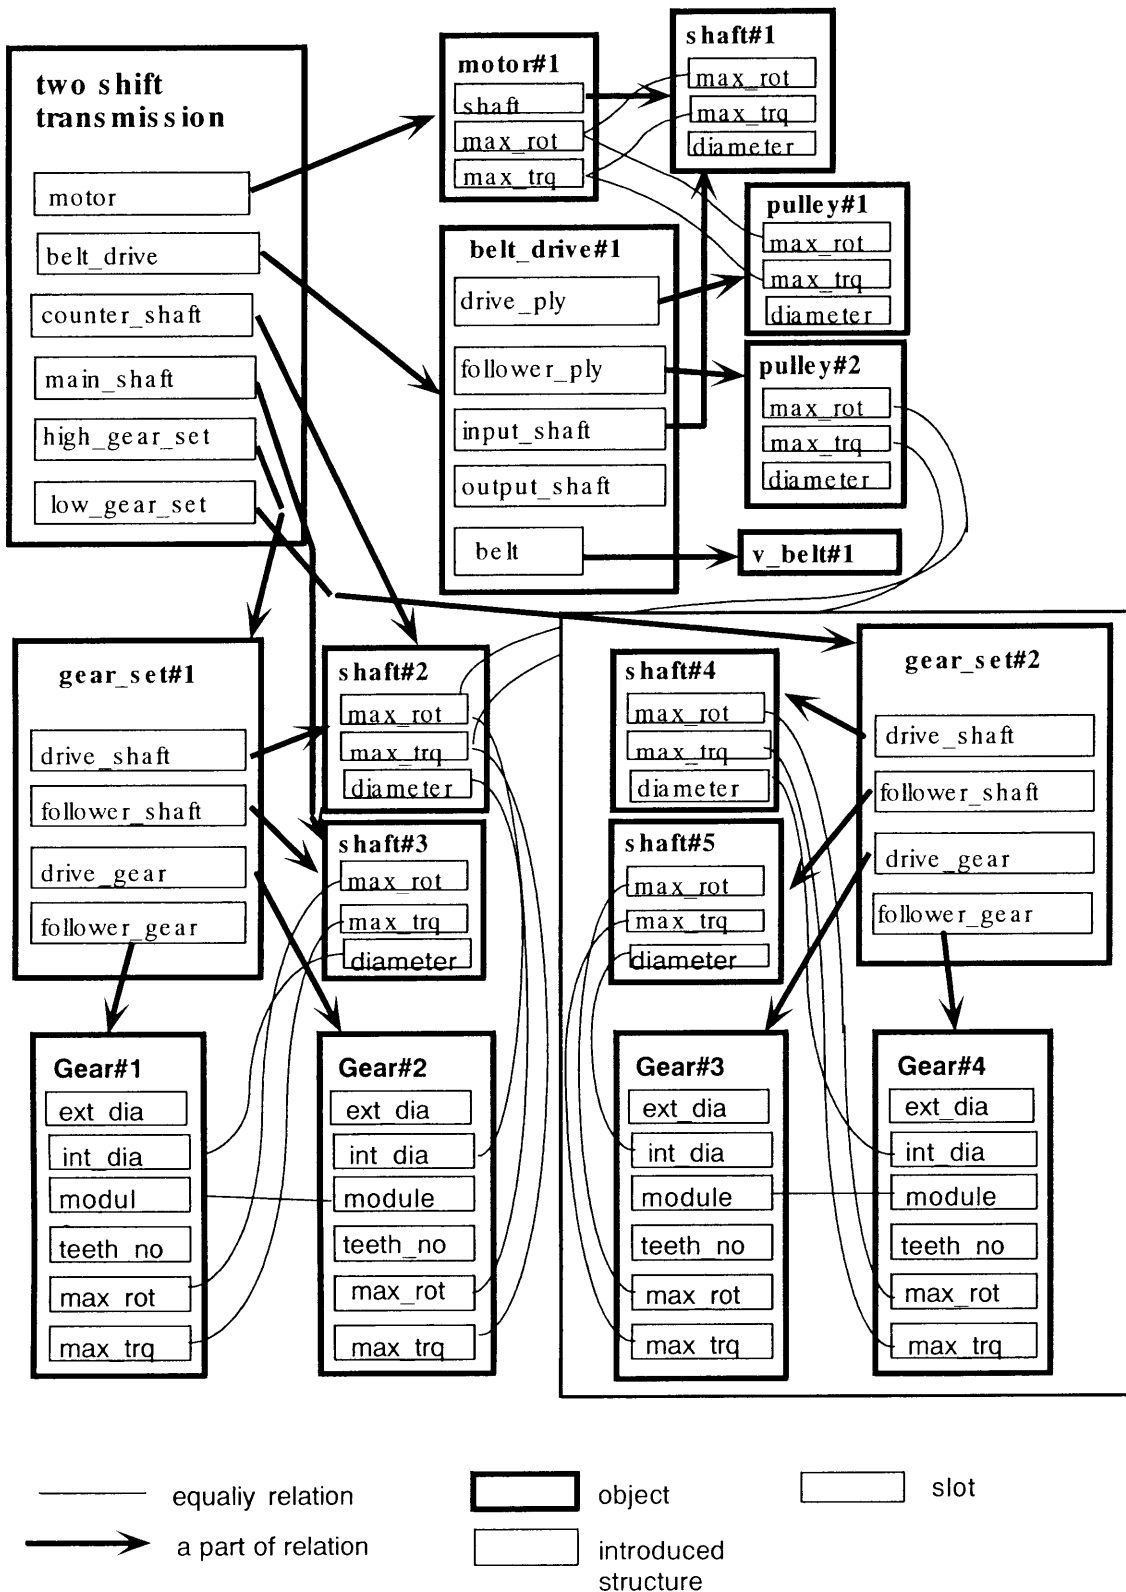 two shift
transmission
motor
belt_drive
counter_shaft
main_shaft
high_gear_set
low_gear_set
motor#1
shaft
max_rot
max_trq
shaft#1
max_rot
max_trq
diameter
belt_drive#1
drive_ply
follower_ply
input_shaft
output_shaft
belt
pulley#1
max_rot
max_trq
diameter
pulley#2
max_rot
max_trq
diameter
v_belt#1
gear_set#1
drive_shaft
follower_shaft
drive_gear
follower_gear
shaft#2
max_rot
max_trq
diameter
shaft#3
max_rot
max_trq
diameter
shaft#4
max_rot
max_trq
diameter
shaft#5
max_rot
max_trq
diameter
gear_set#2
drive_shaft
follower_shaft
drive_gear
follower_gear
Gear#1
ext_dia
int_dia
modul
teeth_no
max_rot
max_trq
Gear#2
ext_dia
int_dia
module
teeth_no
max_rot
max_trq
Gear#3
ext_dia
int_dia
module
teeth_no
max_rot
max_trq
Gear#4
ext_dia
int_dia
module
teeth_no
max_rot
max_trq
equaliy relation
object
slot
a part of relation
introduced
structure